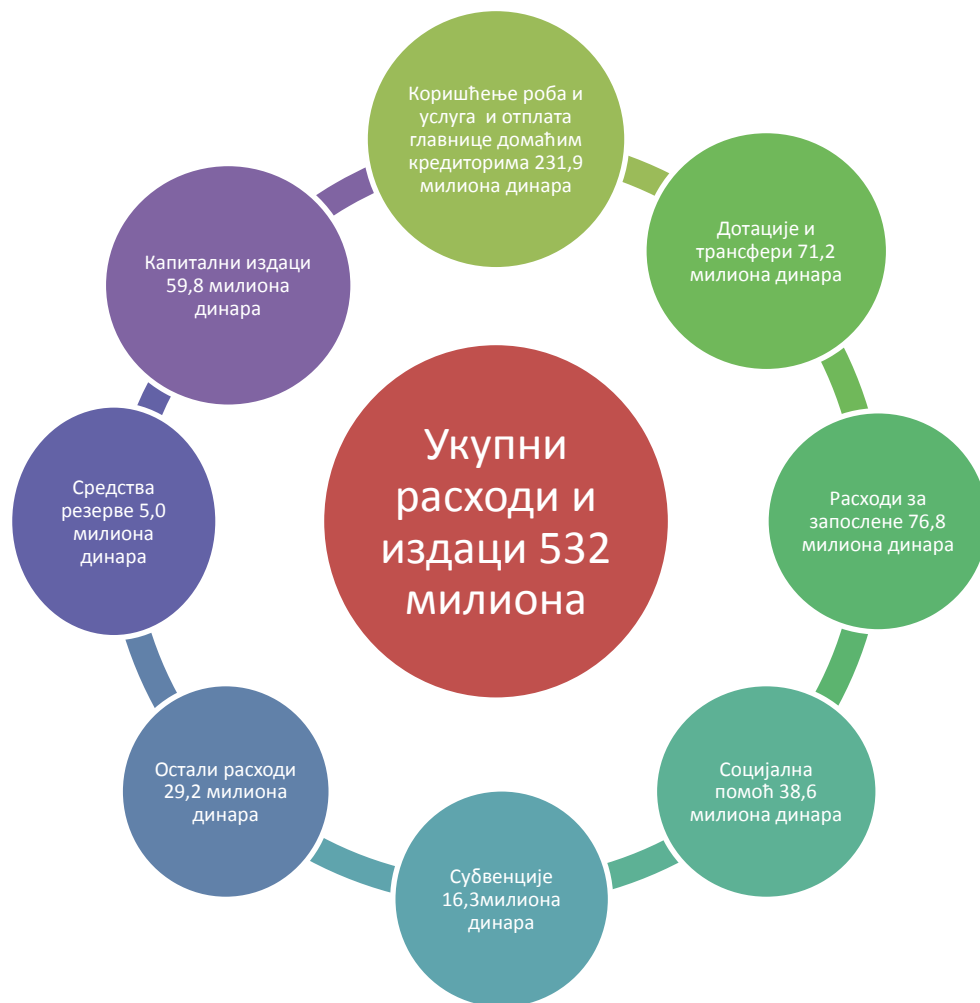 Коришћење роба и
услуга  и отплата
главнице домаћим
кредиторима 231,9
милиона динара
Дотације и
трансфери 71,2
милиона динара
Расходи за
запослене 76,8
милиона динара
Социјална
помоћ 38,6
милиона динара
Субвенције
16,3милиона
динара
Остали расходи
29,2 милиона
динара
Средства
резерве 5,0
милиона
динара
Капитални издаци
59,8 милиона
динара
Укупни
расходи и
издаци 532
милиона